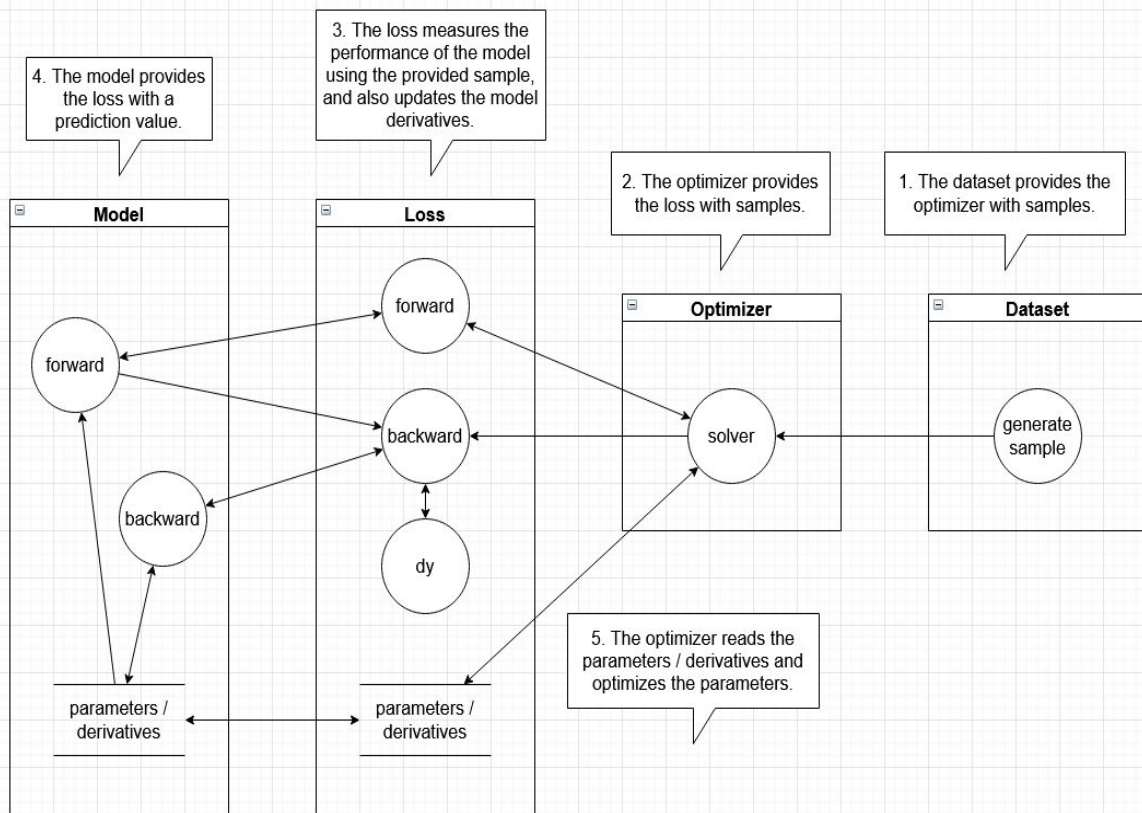 4. The model provides
the loss with a
prediction value.
3. The loss measures the
performance of the model
using the provided sample,
and also updates the model
derivatives.
2. The optimizer provides
the loss with samples.
1. The dataset provides the
optimizer with samples.
Model
Loss
Optimizer
Dataset
forward
backward
parameters /
derivatives
forward
backward
dy
parameters /
derivatives
solver
generate
sample
5. The optimizer reads the
parameters / derivatives and
optimizes the parameters.